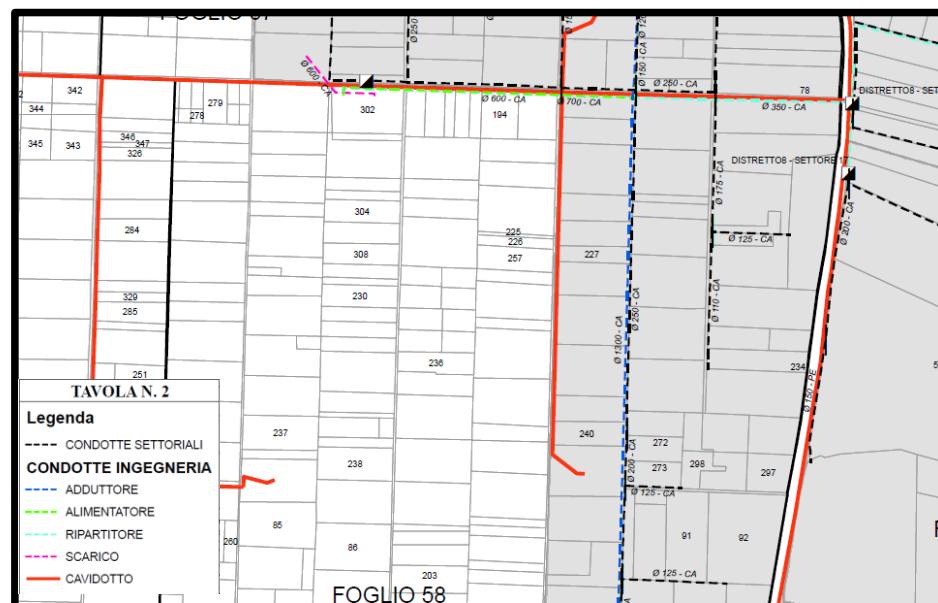 FOGLIO 57
Ø 250
Ø 150 - CA
Ø 600 - CA
Ø 250 - CA
342
344
302
279
278
Ø 600 - CA
194
Ø 700 - CA
78
Ø 350 - CA
DISTRETTO8 - SET
345
343
346
347
326
DISTRETTO8 - SETTORE 17
Ø 175 - CA
284
304
225
226
257
308
227
Ø 125 - CA
Ø 200 - CA
329
285
230
Ø 250 - CA
Ø 110 - CA
Ø 1300 - CA
236
234
251
Ø 150 - PE
TAVOLA N. 2
Legenda
CONDOTTE SETTORIALI
CONDOTTE INGEGNERIA
ADDUTTORE
ALIMENTATORE
RIPARTITORE
SCARICO
CAVIDOTTO
237
240
272
238
273
298
297
Ø 200 - CA
Ø 125 - CA
85
260
86
91
92
203
Ø 125 - CA
FOGLIO 58